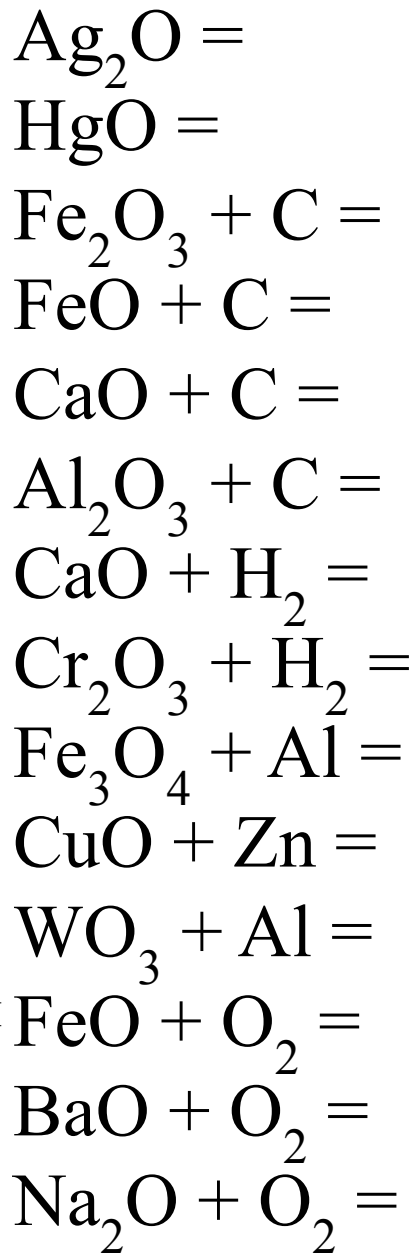 Ag₂O =
HgO =
Fe₂O₃ + C =
FeO + C =
CaO + C =
Al₂O₃ + C =
CaO + H₂ =
Cr₂O₃ + H₂ =
Fe₃O₄ + Al =
CuO + Zn =
WO₃ + Al =
FeO + O₂ =
BaO + O₂ =
Na₂O + O₂ =